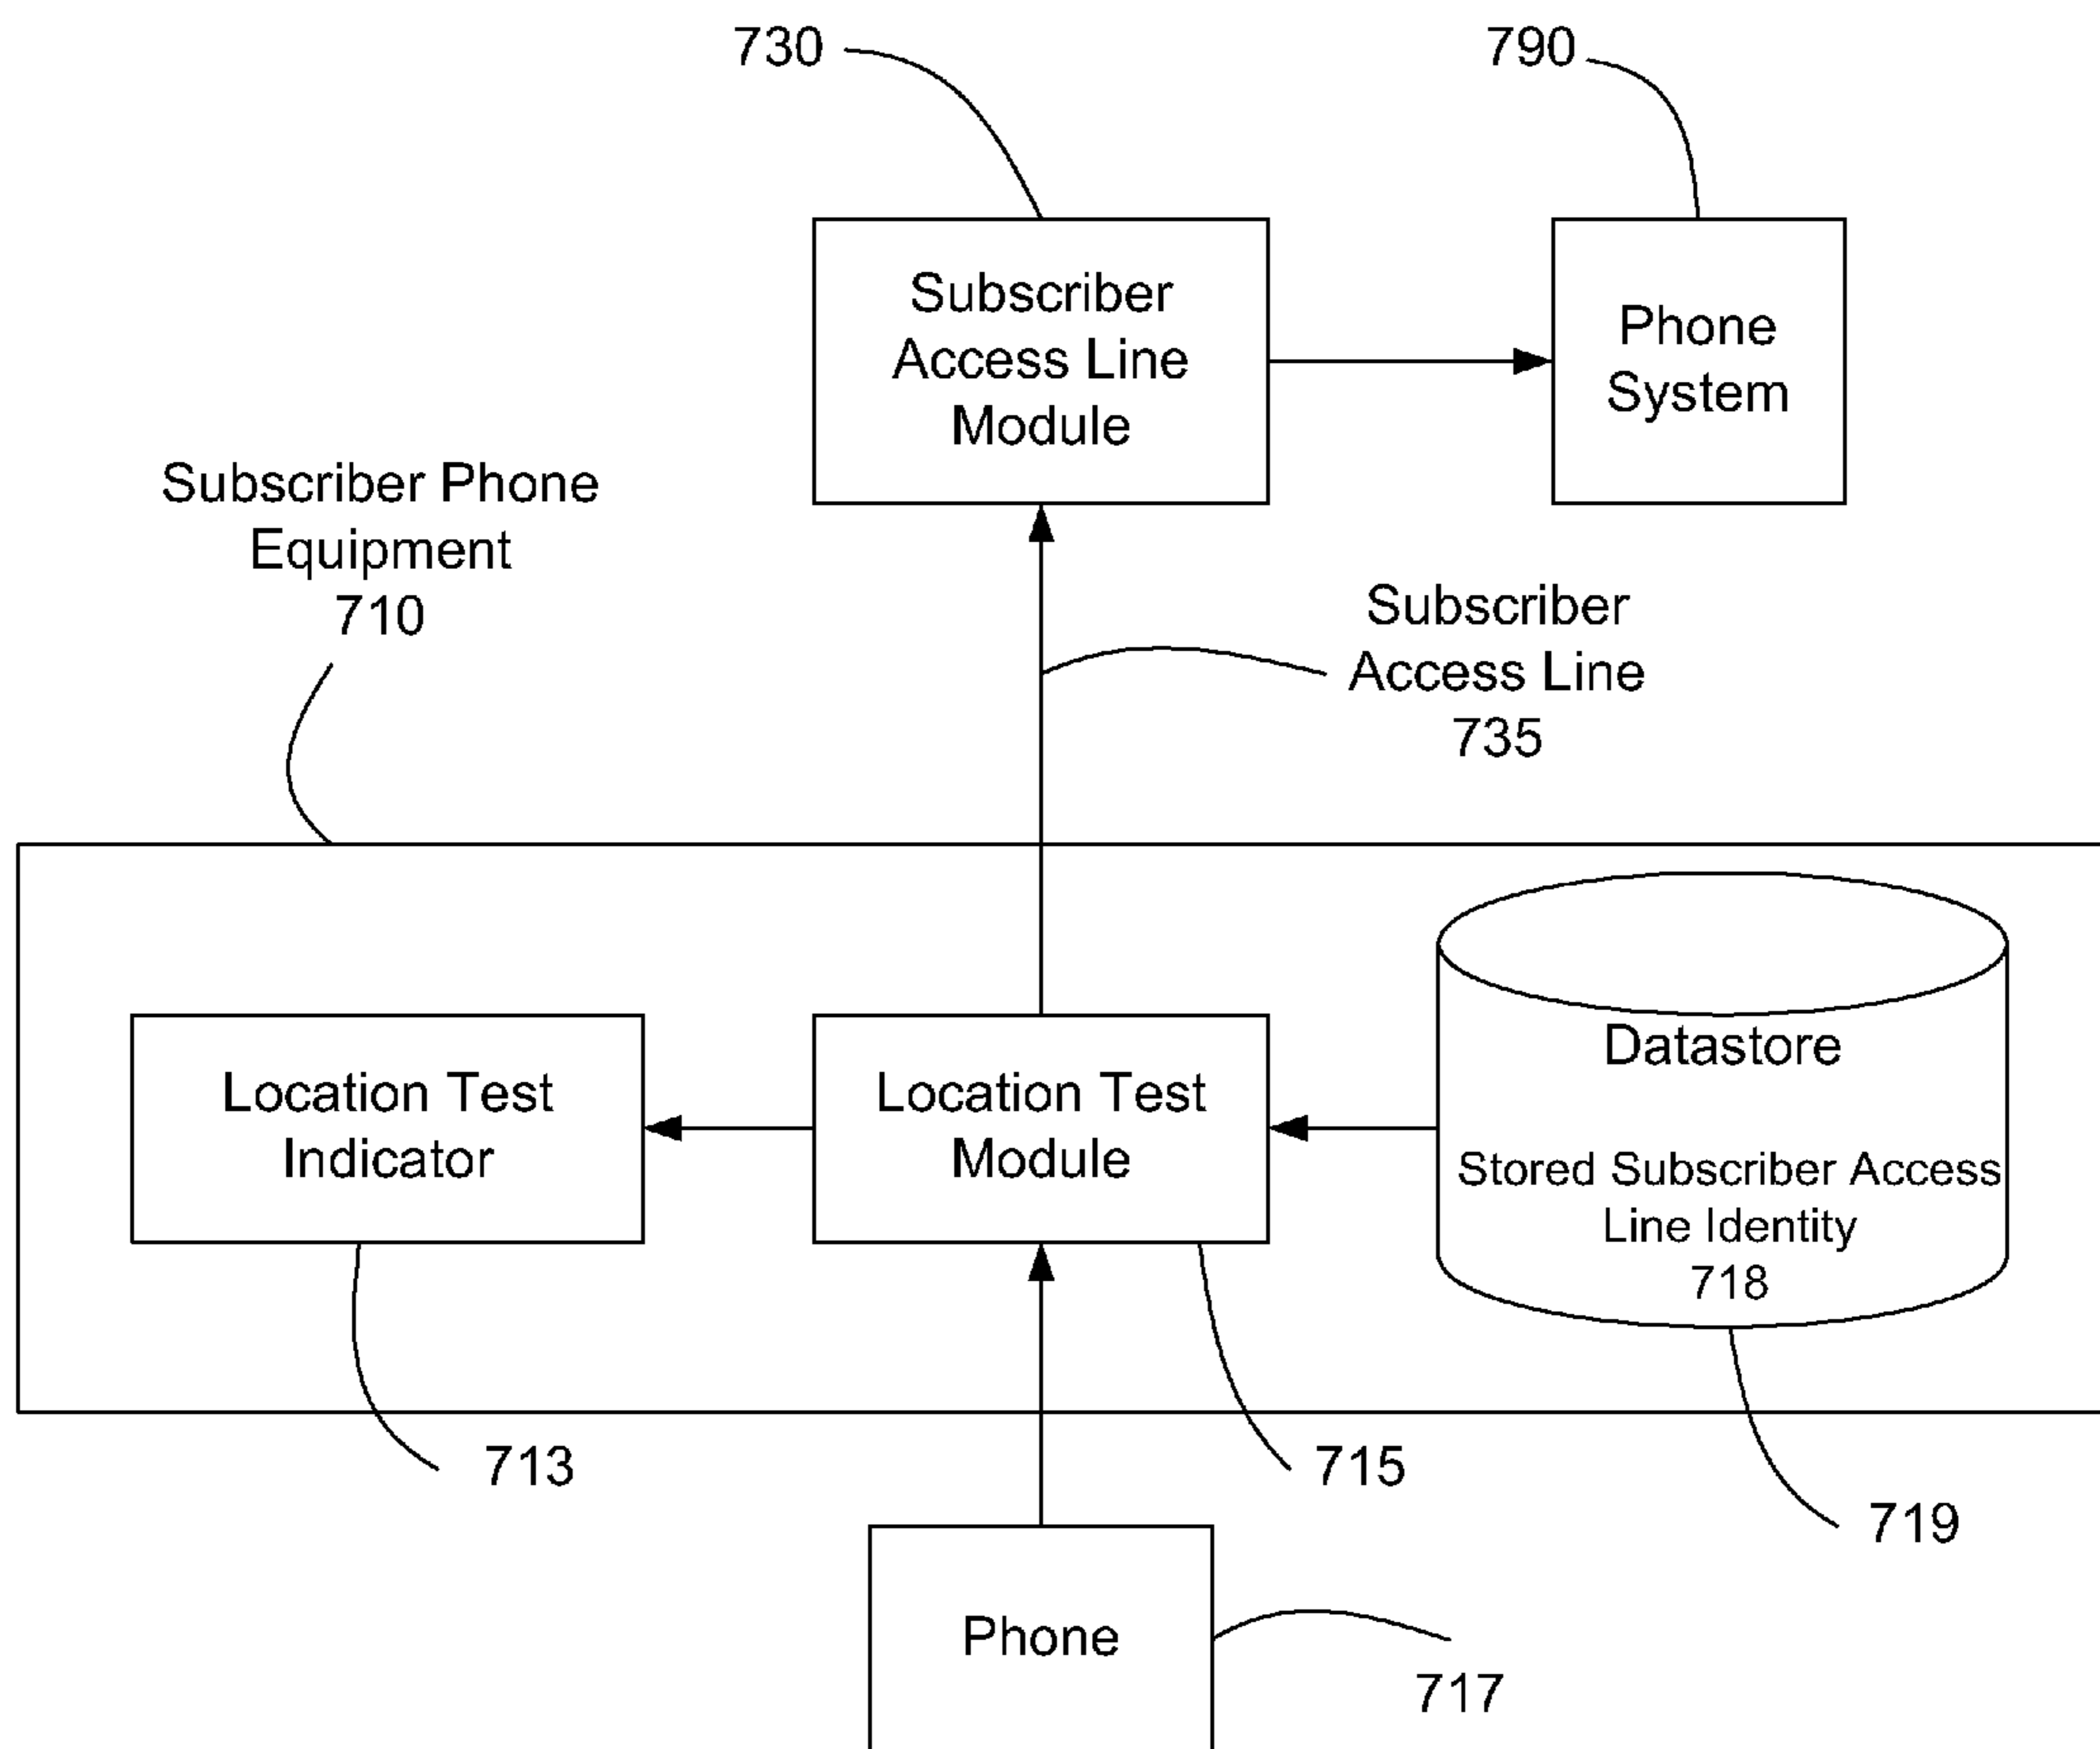 730
790
Subscriber
Access Line
Module
Phone
System
Subscriber Phone
Equipment
710
Subscriber
Access Line
735
Location Test
Indicator
Location Test
Module
Datastore
Stored Subscriber Access
Line Identity
718
713
715
719
Phone
717